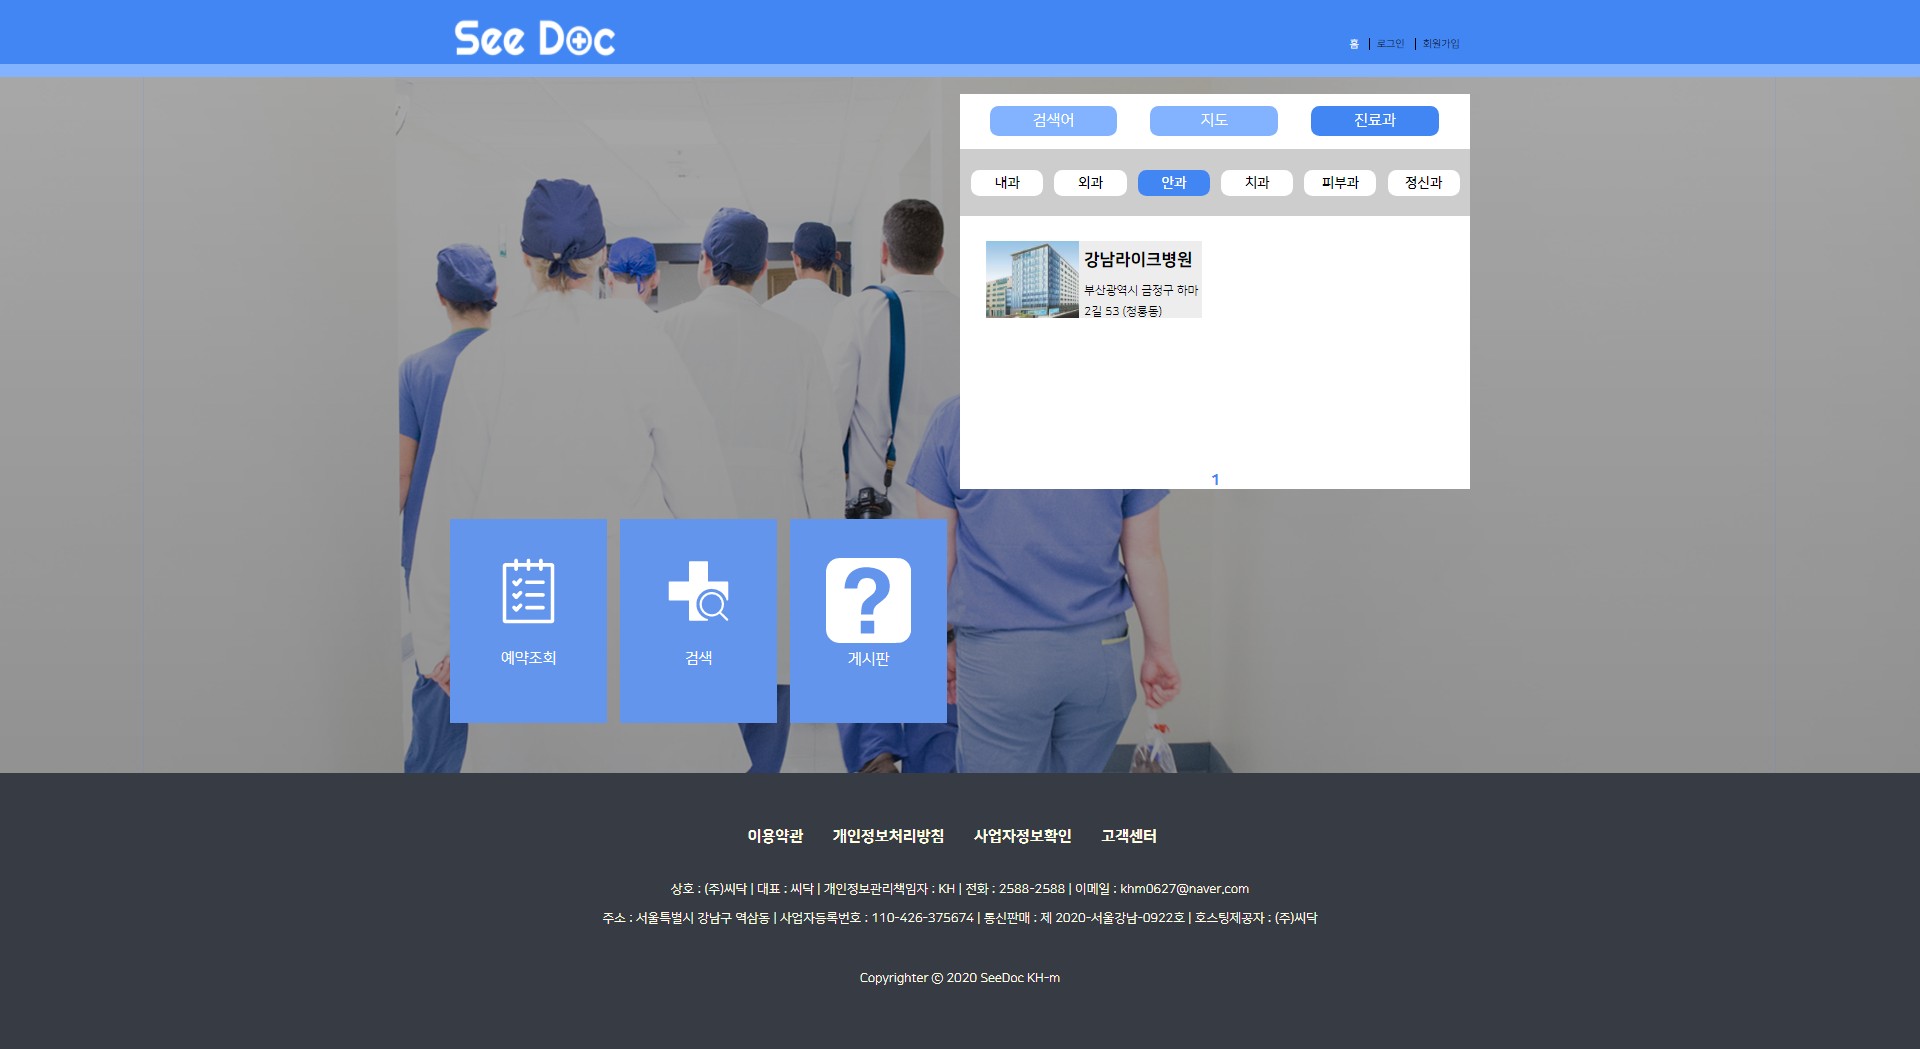 See Doc
홈 | 로그인 | 회원가입
검색어 지도 진료과
내과 외과 안과 치과 피부과 정신과
강남라이크병원
부산광역시 금정구 하마
2길 53 (청룡동)
1
예약조회 검색 게시판
이용약관 개인정보처리방침 사업자정보확인 고객센터
상호 : (주)씨닥 | 대표 : 씨닥 | 개인정보관리책임자 : KH | 전화 : 2588-2588 | 이메일 : khm0627@naver.com
주소 : 서울특별시 강남구 역삼동 | 사업자등록번호 : 110-426-375674 | 통신판매 : 제 2020-서울강남-0922호 | 호스팅제공자 : (주)씨닥
Copyrighter ⓒ 2020 SeeDoc KH-m